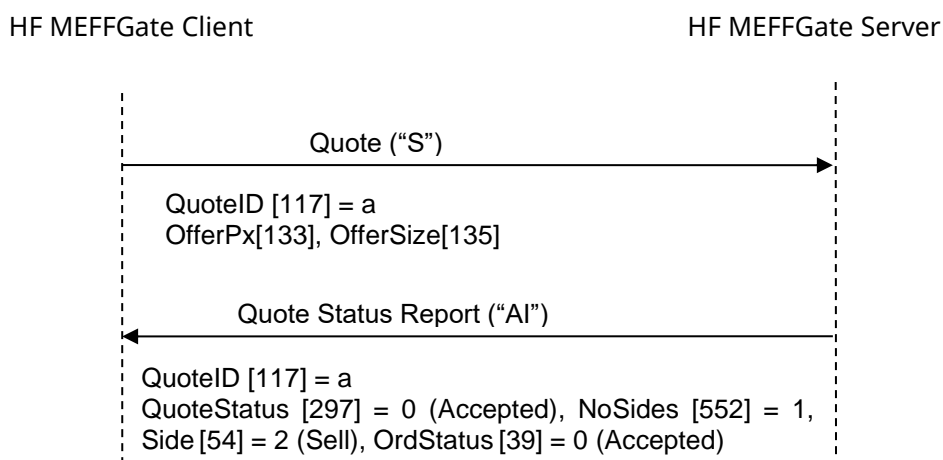 HF MEFFGate Client
HF MEFFGate Server
Quote (“S”)
QuoteID [117] = a
OfferPx[133], OfferSize[135]
Quote Status Report (“AI”)
QuoteID [117] = a
QuoteStatus [297] = 0 (Accepted), NoSides [552] = 1,
Side [54] = 2 (Sell), OrdStatus [39] = 0 (Accepted)